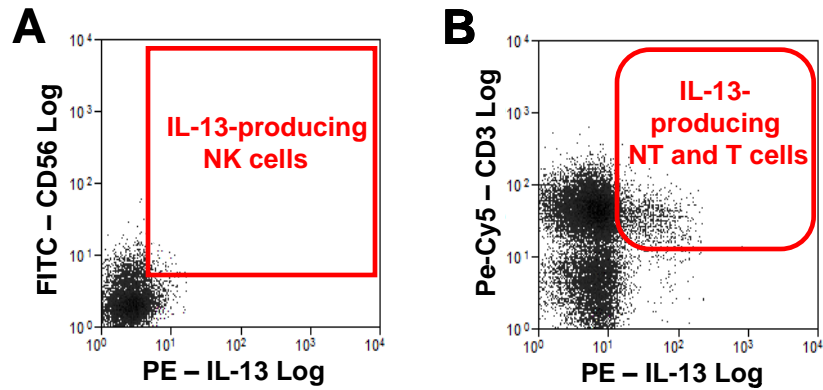 A
FITC – CD56 Log
10⁴
10³
10²
10¹
10⁰
IL-13-producing
NK cells
10⁰ 10¹ 10² 10³ 10⁴
PE – IL-13 Log
B
Pe-Cy5 – CD3 Log
10⁴
10³
10²
10¹
10⁰
IL-13-
producing
NT and T cells
10⁰ 10¹ 10² 10³ 10⁴
PE – IL-13 Log